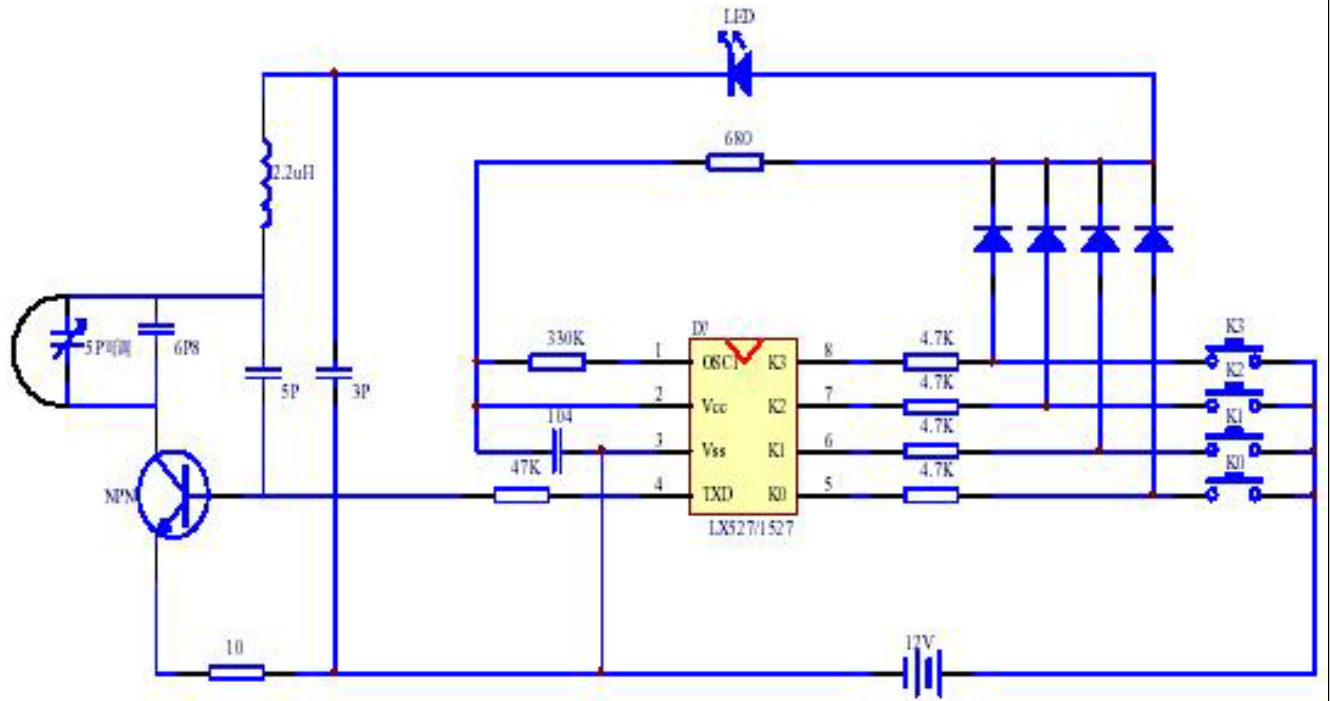 LED
680
2.2uH
5P可调
6P8
5P
3P
330K
104
47K
D?
1
OSC1
K3
8
2
Vcc
K2
7
3
Vss
K1
6
4
TXD
K0
5
LX527/1527
4.7K
4.7K
4.7K
4.7K
K3
K2
K1
K0
NPN
10
12V